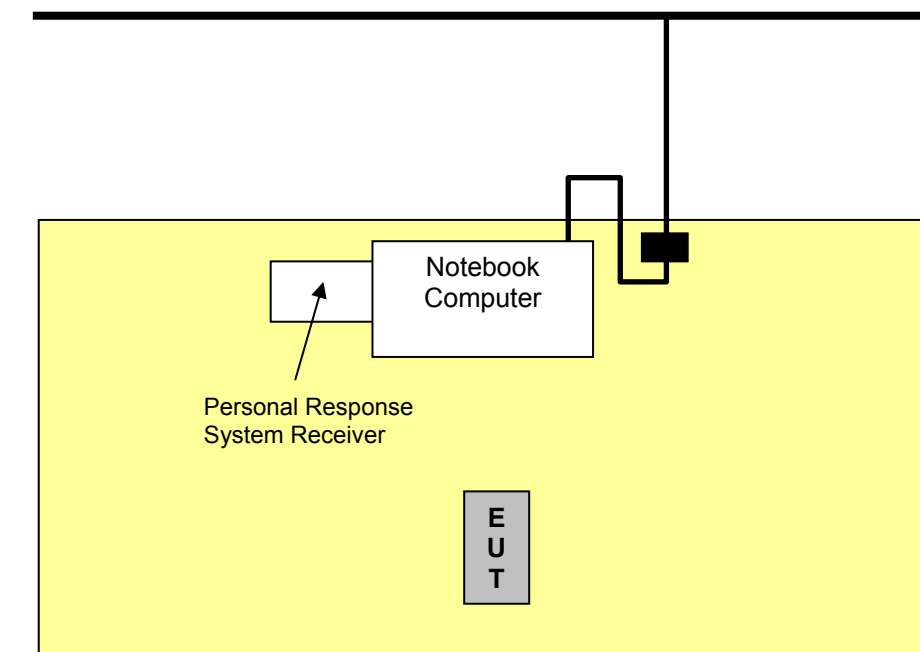 Notebook
Computer
Personal Response
System Receiver
E
U
T